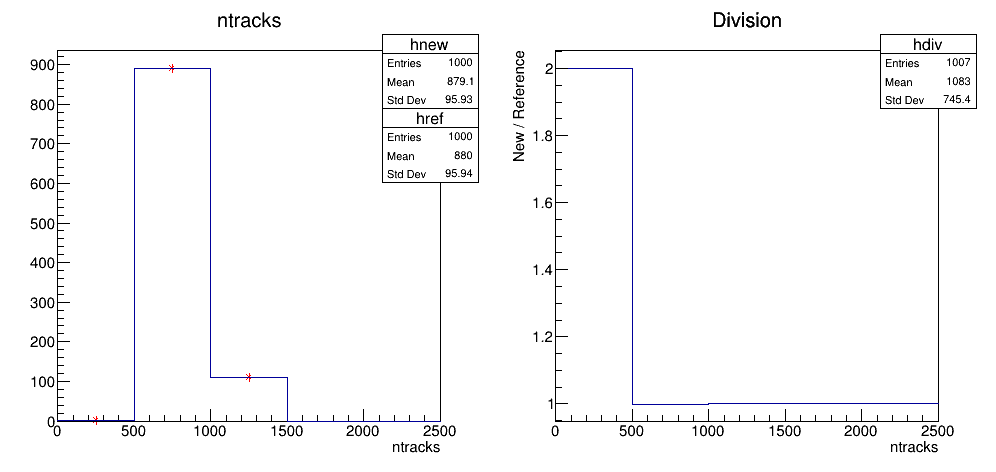 ntracks
hnew
Entries 1000
Mean 879.1
Std Dev 95.93
href
Entries 1000
Mean 880
Std Dev 95.94
900
800
700
600
500
400
300
200
100
0
0 500 1000 1500 2000 2500
ntracks
Division
hdiv
Entries 1007
Mean 1083
Std Dev 745.4
New / Reference
2
1.8
1.6
1.4
1.2
1
0 500 1000 1500 2000 2500
ntracks